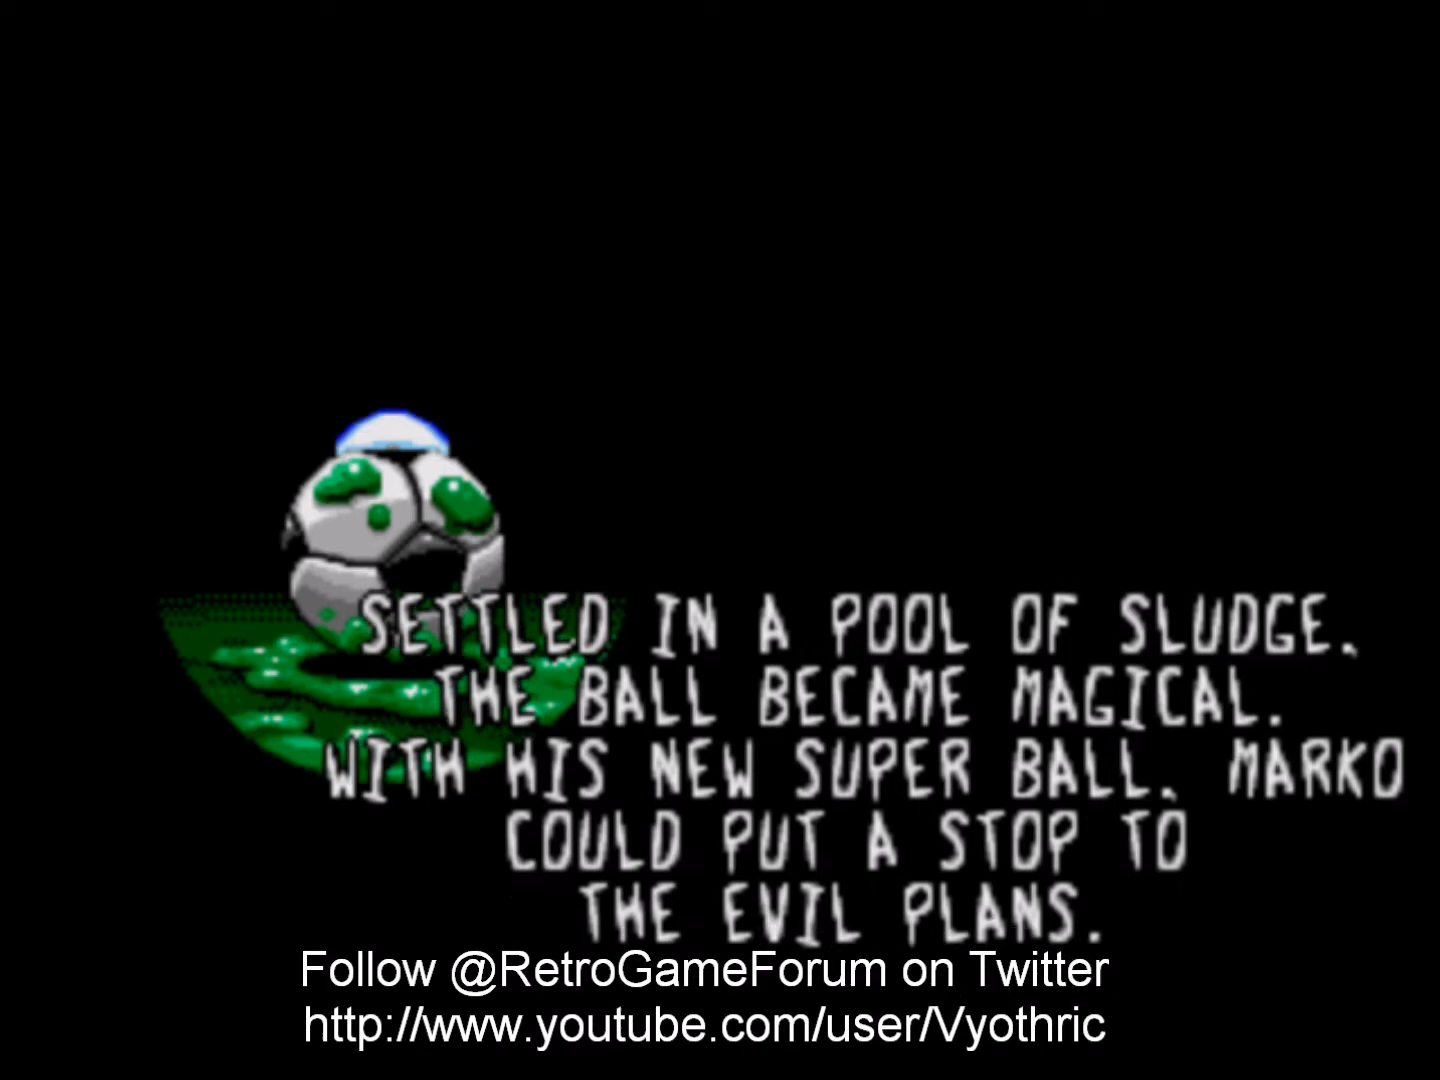 SETTLED IN A POOL OF SLUDGE.
THE BALL BECAME MAGICAL.
WITH HIS NEW SUPER BALL, MARKO
COULD PUT A STOP TO
THE EVIL PLANS.
Follow @RetroGameForum on Twitter
http://www.youtube.com/user/Vyothric